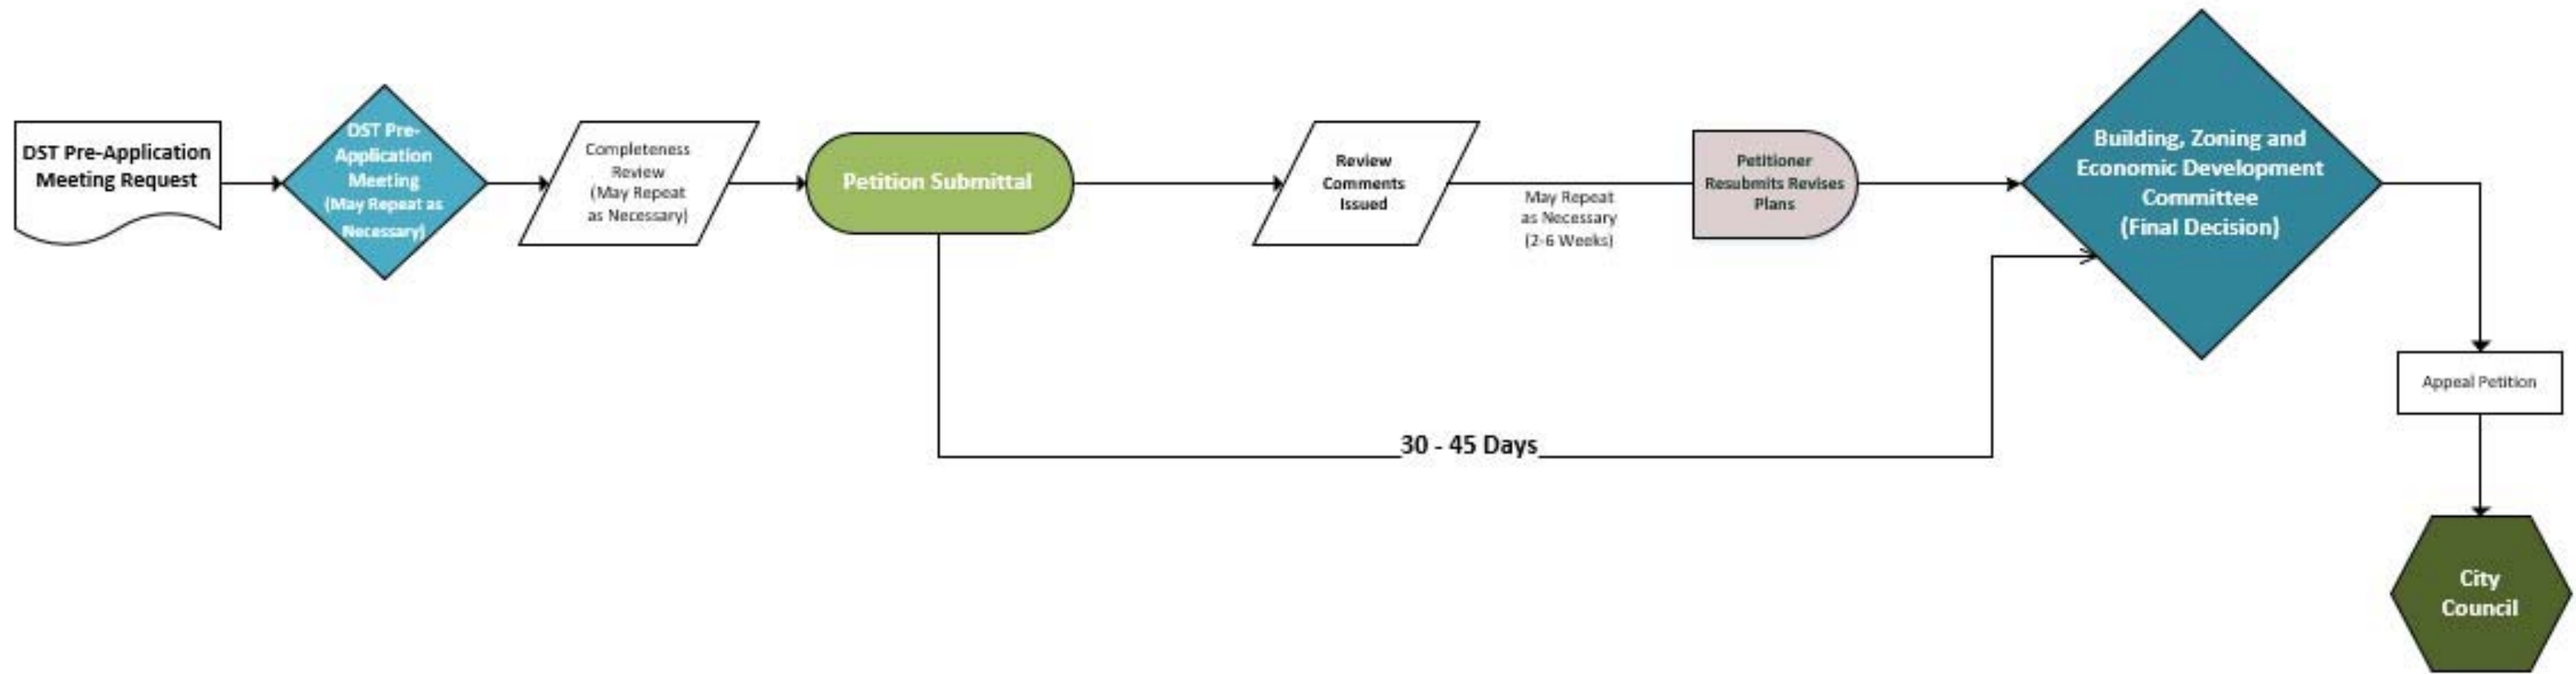 DST Pre-Application
Meeting Request
DST Pre-
Application
Meeting
(May Repeat as
Necessary)
Completeness
Review
(May Repeat
as Necessary)
Petition Submittal
Review
Comments
Issued
May Repeat
as Necessary
(2-6 Weeks)
Petitioner
Resubmits Revises
Plans
Building, Zoning and
Economic Development
Committee
(Final Decision)
30 - 45 Days
Appeal Petition
City
Council